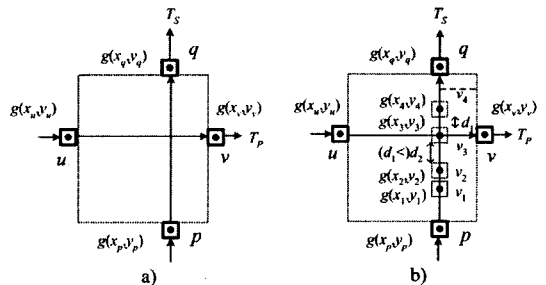 T_S
g(x_q,y_q) q
g(x_u,y_u) g(x_v,y_v)
u v T_P
g(x_p,y_p) p
a)
T_S
g(x_q,y_q) q
g(x_4,y_4) v_4
g(x_u,y_u) g(x_3,y_3) d_1 g(x_v,y_v)
u v_3 v T_P
(d_1<)d_2
g(x_2,y_2) v_2
g(x_1,y_1) v_1
g(x_p,y_p) p
b)